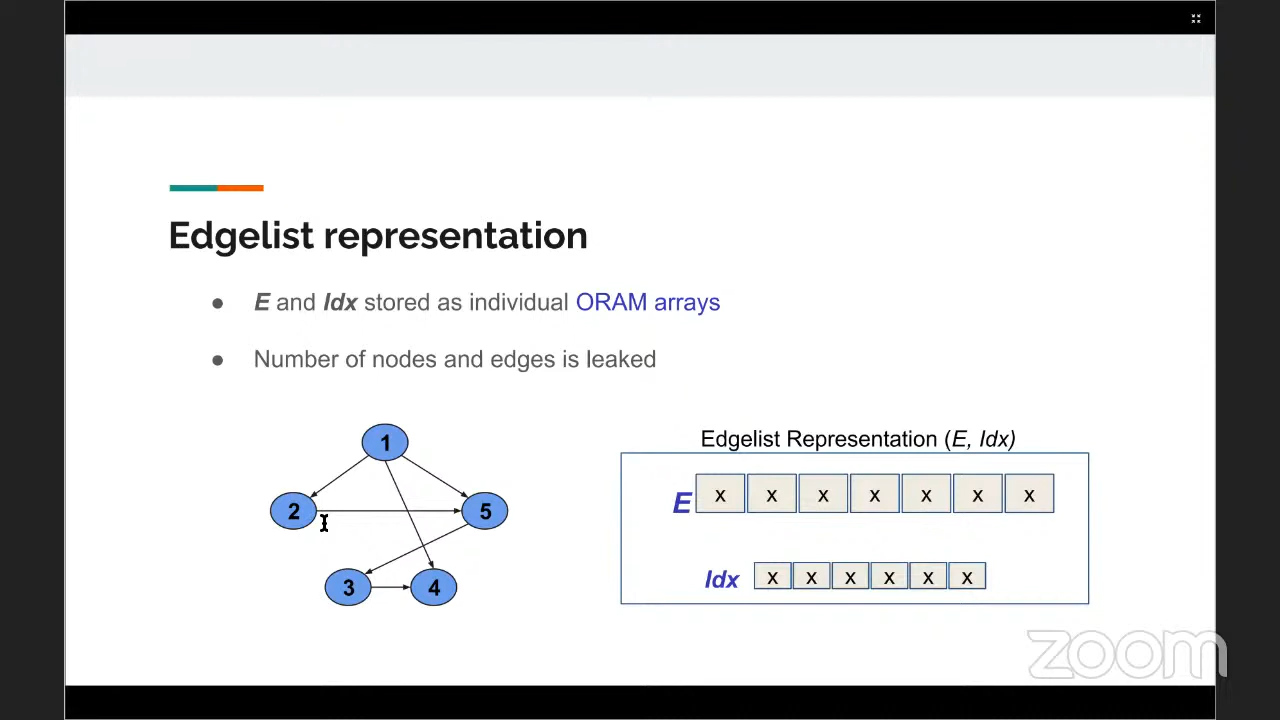 Edgelist representation
● E and Idx stored as individual ORAM arrays
● Number of nodes and edges is leaked
1
2
5
3
4
Edgelist Representation (E, Idx)
E x x x x x x x
Idx x x x x x x
zoom